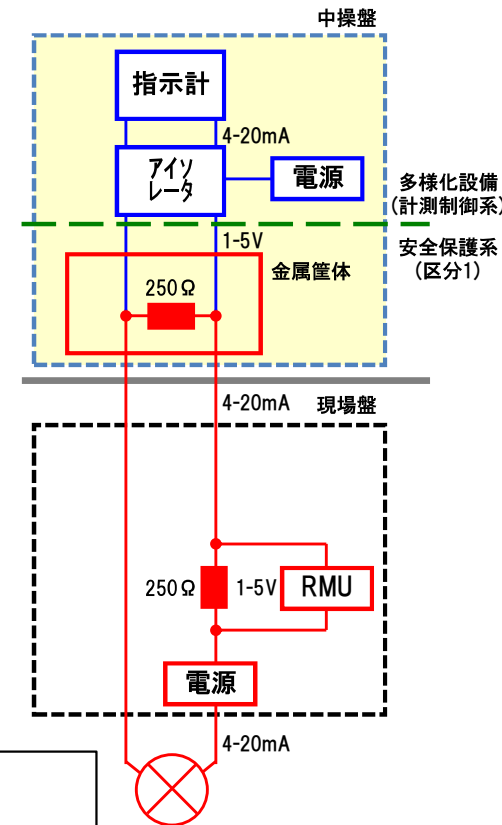 中操盤
指示計
4-20mA
アイソ
レータ
電源
多様化設備
(計測制御系)
1-5V
安全保護系
(区分1)
金属筐体
250Ω
4-20mA
現場盤
250Ω
1-5V
RMU
電源
4-20mA